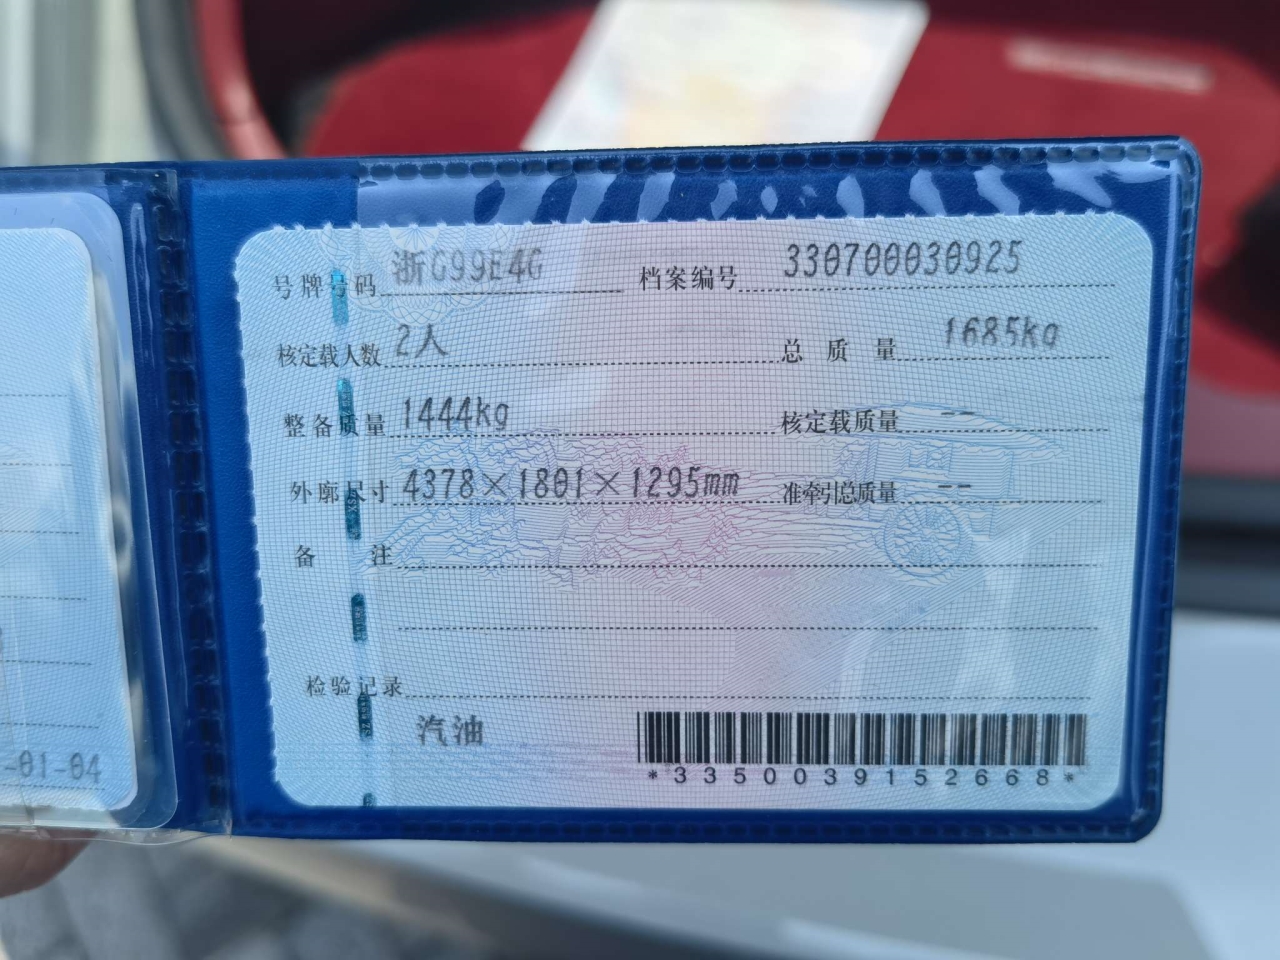 号牌号码 浙G99E4G 档案编号 330700030925
核定载人数 2人 总质量 1685kg
整备质量 1444kg 核定载质量 --
外廓尺寸 4378×1801×1295mm 准牵引总质量 --
备注
检验记录
汽油
*3350039152668*
-01-04